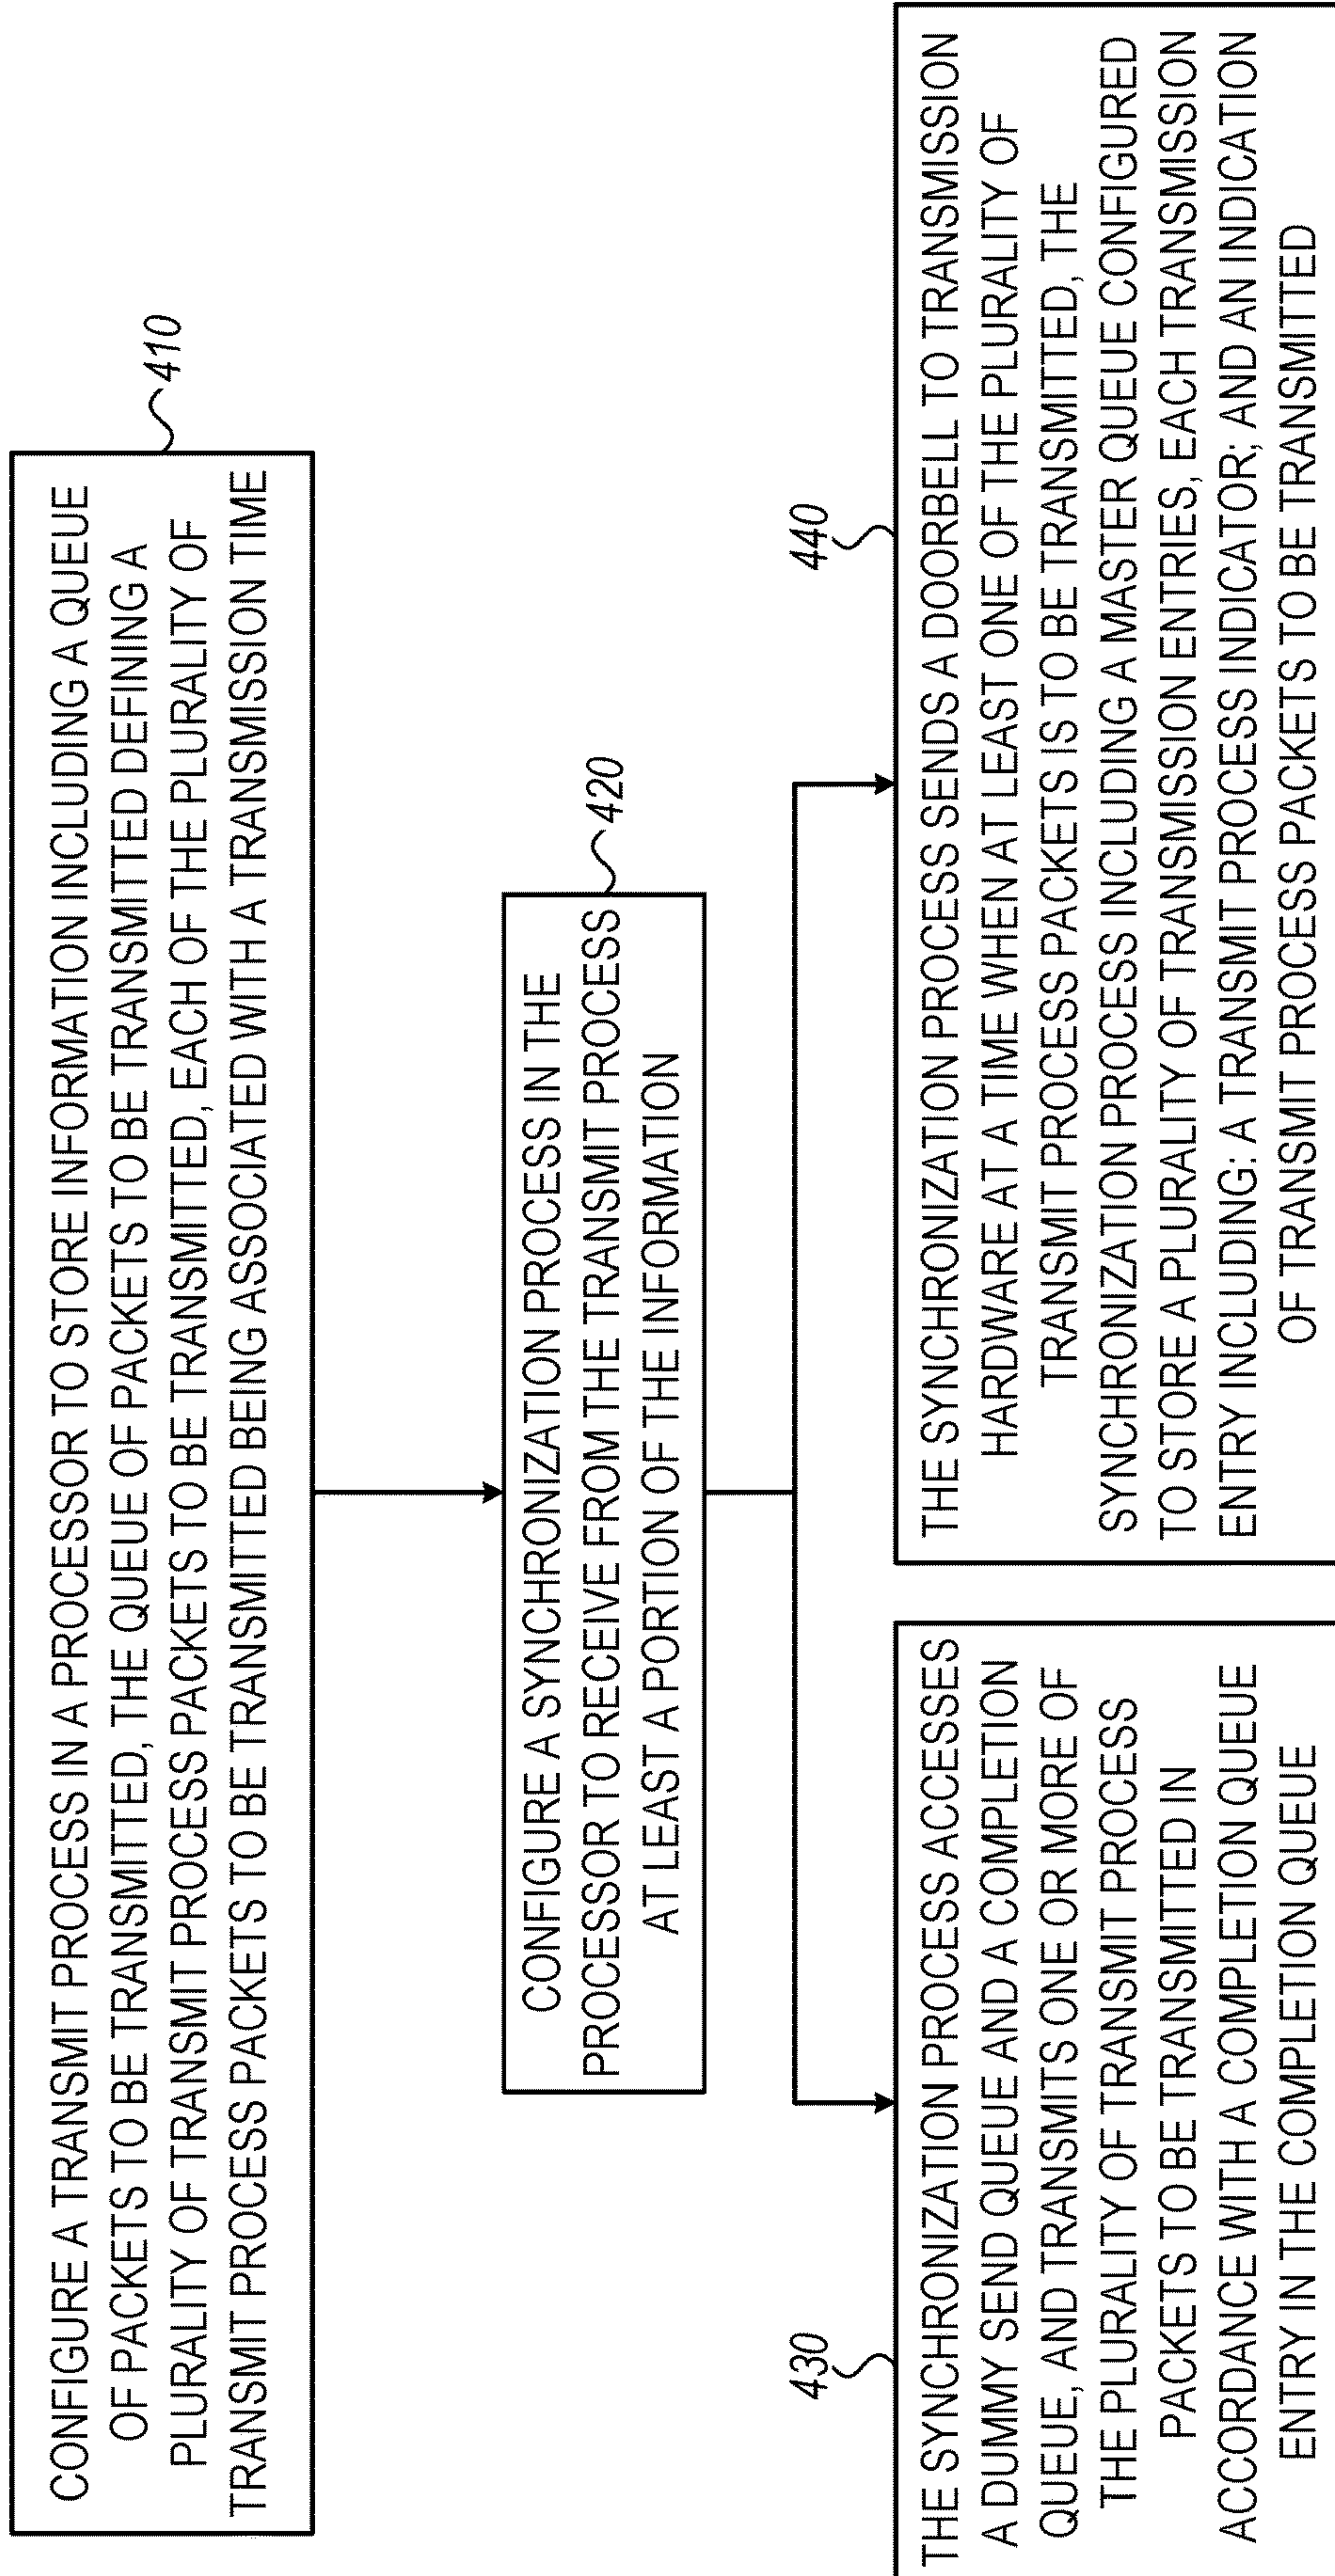 CONFIGURE A TRANSMIT PROCESS IN A PROCESSOR TO STORE INFORMATION INCLUDING A QUEUE
OF PACKETS TO BE TRANSMITTED, THE QUEUE OF PACKETS TO BE TRANSMITTED DEFINING A
PLURALITY OF TRANSMIT PROCESS PACKETS TO BE TRANSMITTED, EACH OF THE PLURALITY OF
TRANSMIT PROCESS PACKETS TO BE TRANSMITTED BEING ASSOCIATED WITH A TRANSMISSION TIME
410
CONFIGURE A SYNCHRONIZATION PROCESS IN THE
PROCESSOR TO RECEIVE FROM THE TRANSMIT PROCESS
AT LEAST A PORTION OF THE INFORMATION
420
430
THE SYNCHRONIZATION PROCESS ACCESSES
A DUMMY SEND QUEUE AND A COMPLETION
QUEUE, AND TRANSMITS ONE OR MORE OF
THE PLURALITY OF TRANSMIT PROCESS
PACKETS TO BE TRANSMITTED IN
ACCORDANCE WITH A COMPLETION QUEUE
ENTRY IN THE COMPLETION QUEUE
440
THE SYNCHRONIZATION PROCESS SENDS A DOORBELL TO TRANSMISSION
HARDWARE AT A TIME WHEN AT LEAST ONE OF THE PLURALITY OF
TRANSMIT PROCESS PACKETS IS TO BE TRANSMITTED, THE
SYNCHRONIZATION PROCESS INCLUDING A MASTER QUEUE CONFIGURED
TO STORE A PLURALITY OF TRANSMISSION ENTRIES, EACH TRANSMISSION
ENTRY INCLUDING: A TRANSMIT PROCESS INDICATOR; AND AN INDICATION
OF TRANSMIT PROCESS PACKETS TO BE TRANSMITTED